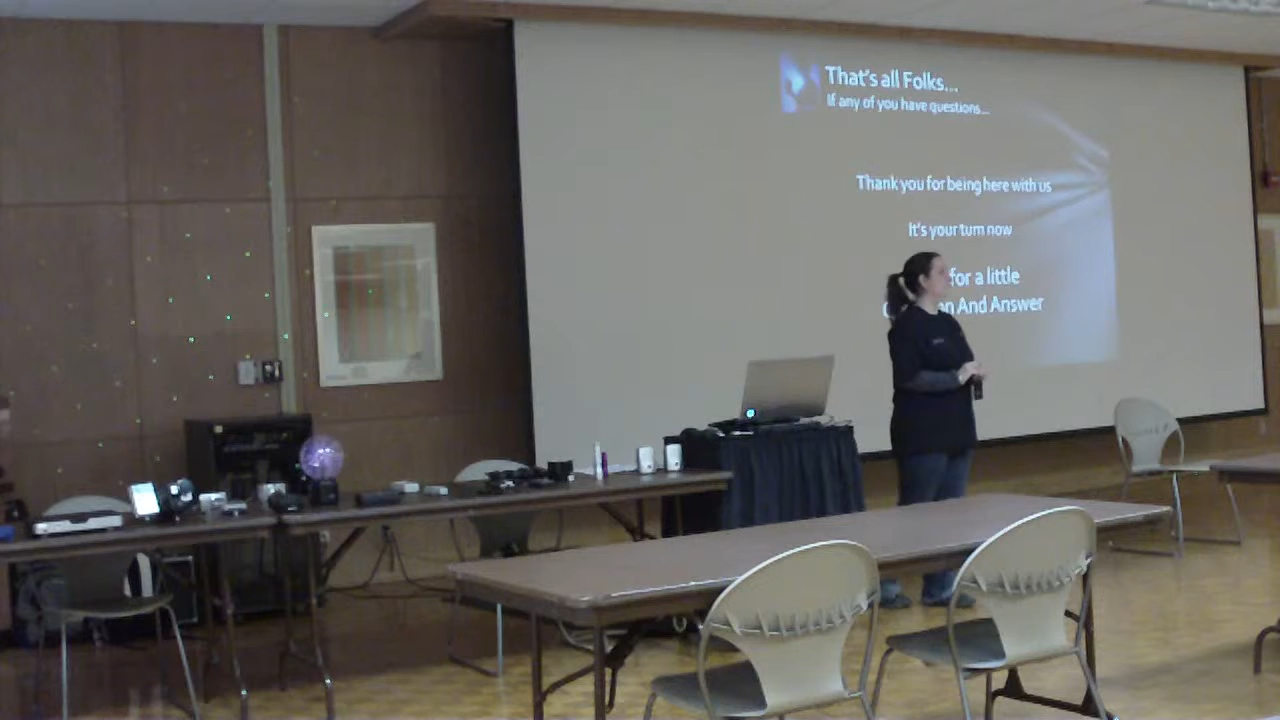 That's all Folks...
If any of you have questions...
Thank you for being here with us
It's your turn now
for a little
And Answer